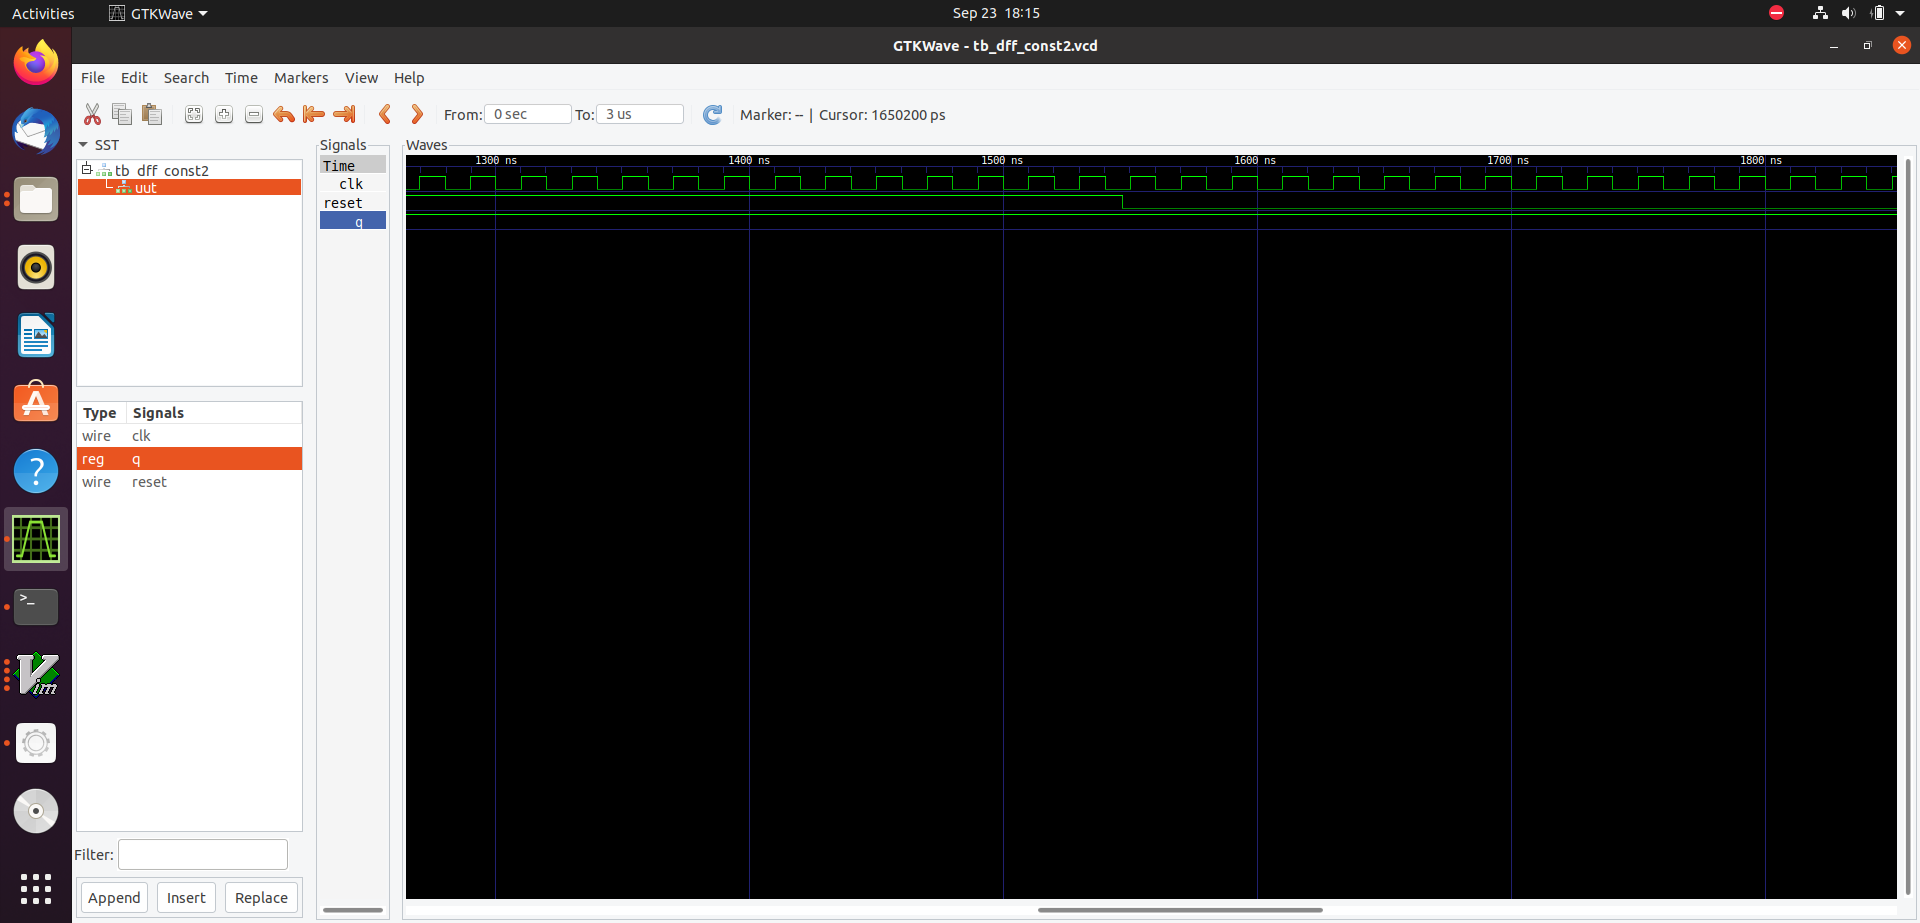 Activities GTKWave Sep 23 18:15
GTKWave - tb_dff_const2.vcd
File Edit Search Time Markers View Help
From: 0 sec To: 3 us Marker: -- | Cursor: 1650200 ps
SST
tb_dff_const2
uut
Type Signals
wire clk
reg q
wire reset
Filter:
Append Insert Replace
Signals
Time
clk
reset
q
Waves
1300 ns 1400 ns 1500 ns 1600 ns 1700 ns 1800 ns
Vim